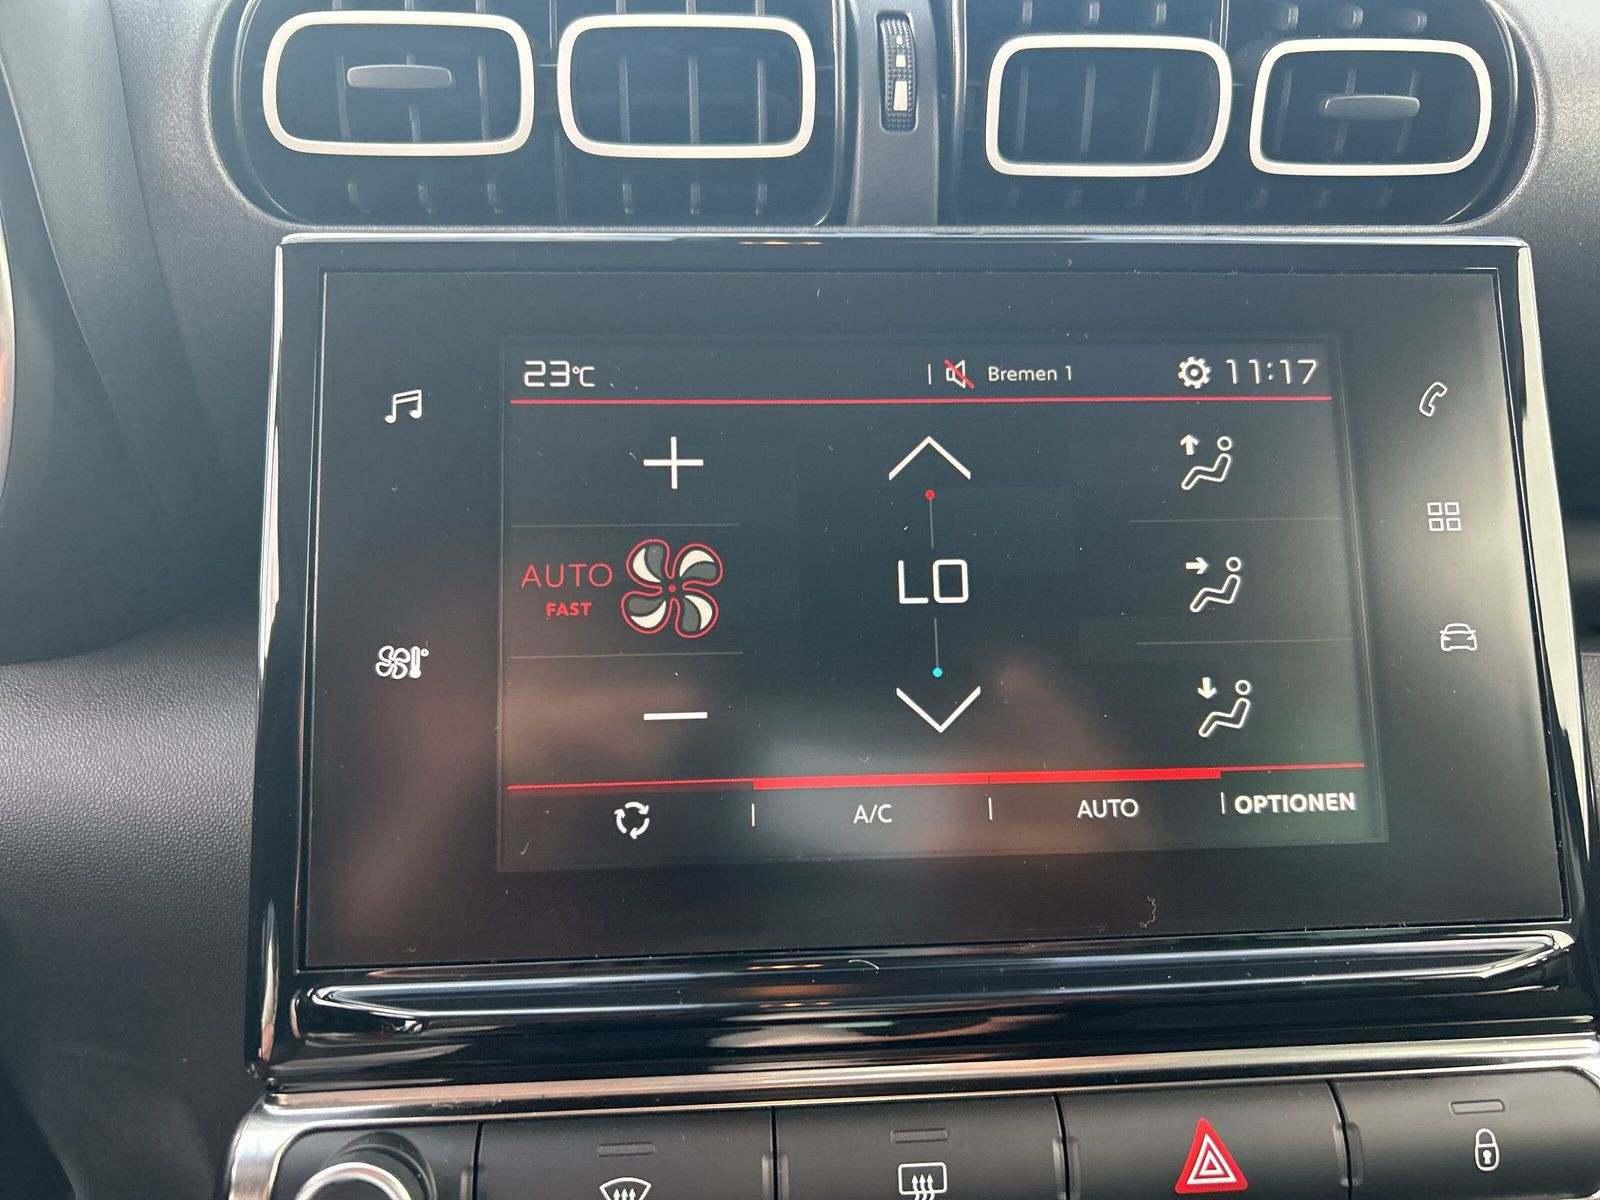 23°C
Bremen 1
11:17
AUTO
FAST
LO
A/C
AUTO
OPTIONEN